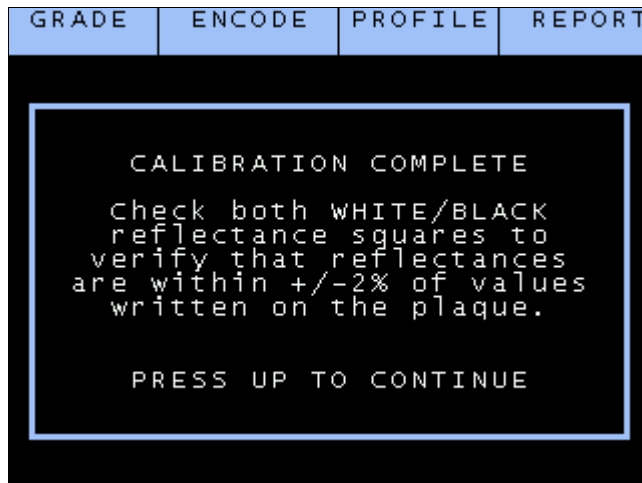 GRADE ENCODE PROFILE REPORT
CALIBRATION COMPLETE
Check both WHITE/BLACK
reflectance squares to
verify that reflectances
are within +/-2% of values
written on the plaque.
PRESS UP TO CONTINUE